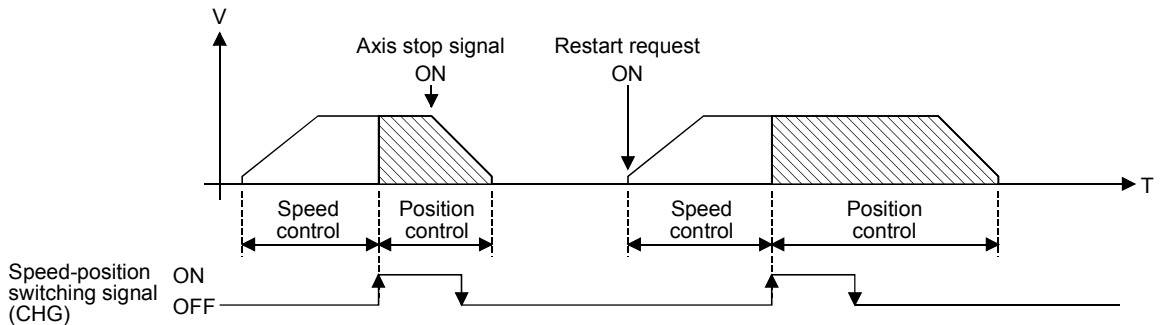 V
Axis stop signal
ON
Restart request
ON
T
Speed
control
Position
control
Speed
control
Position
control
Speed-position
switching signal
(CHG)
ON
OFF